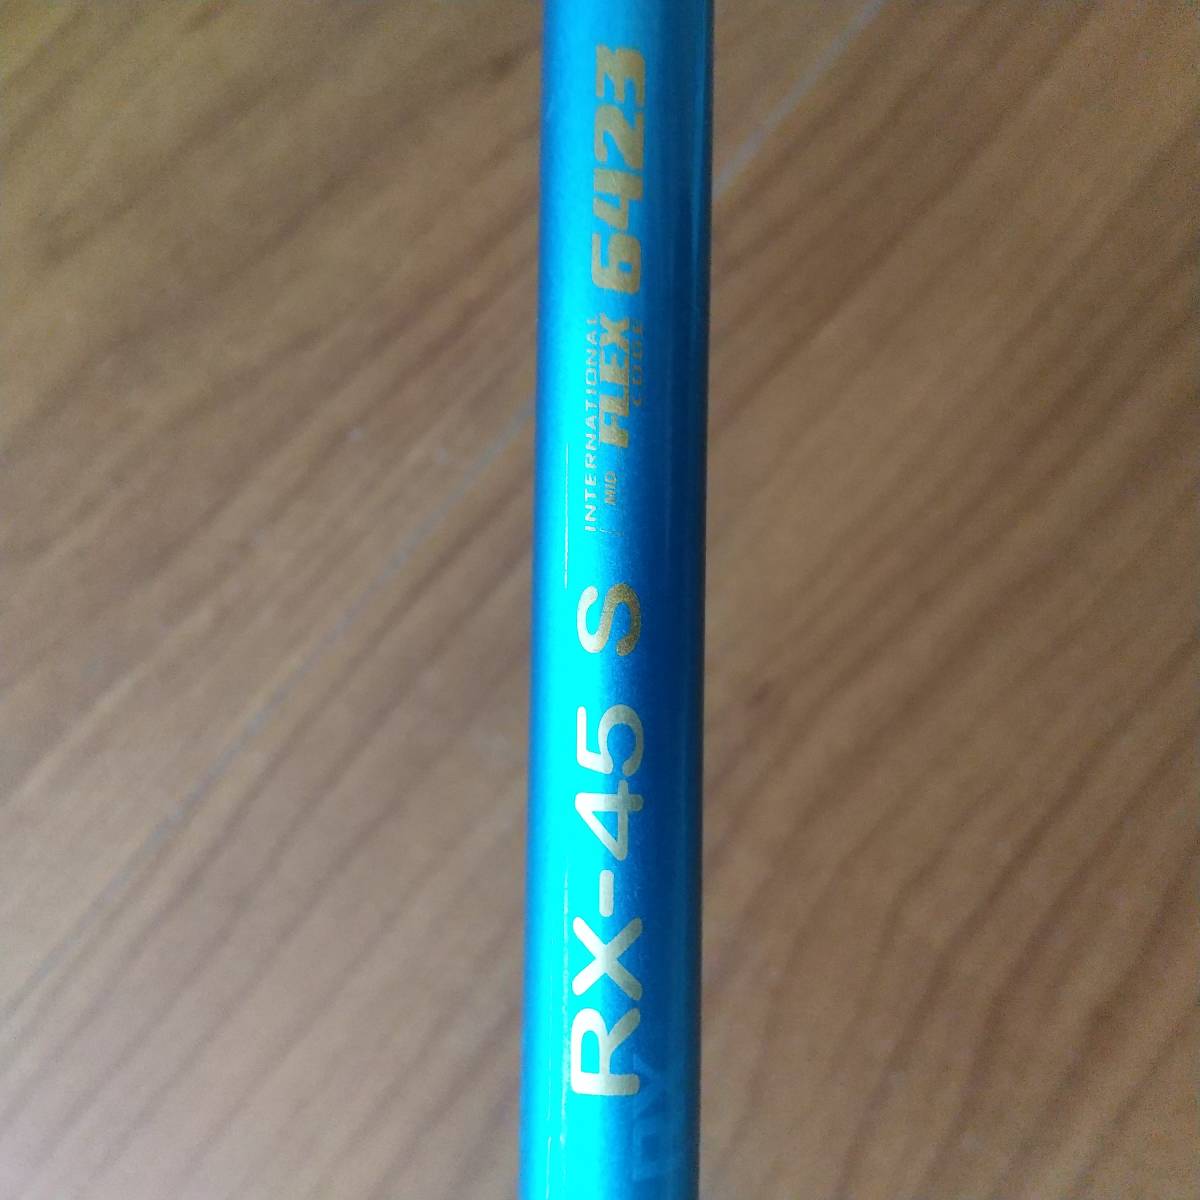 RX-45 S
INTERNATIONAL
MID FLEX 6423
CODE